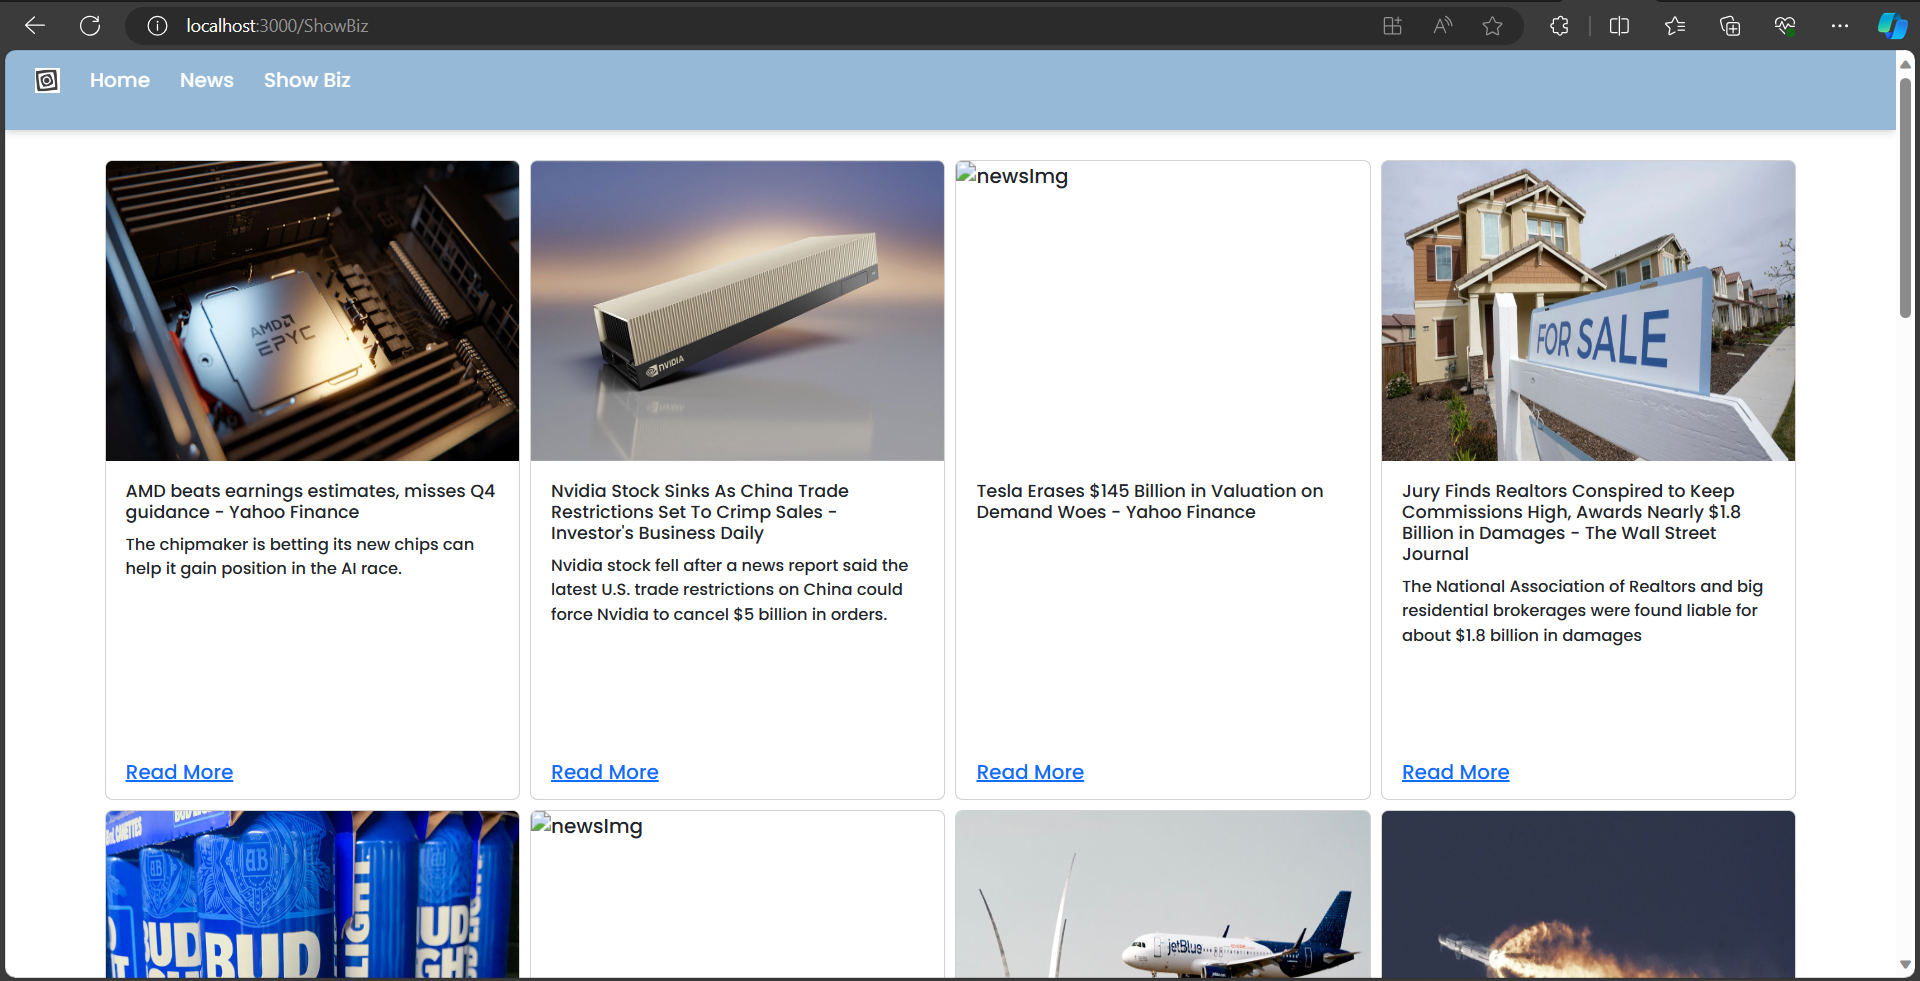 localhost:3000/ShowBiz
Home News Show Biz
AMD
EPYC
NVIDIA
newsImg
FOR SALE
AMD beats earnings estimates, misses Q4
guidance - Yahoo Finance
The chipmaker is betting its new chips can
help it gain position in the AI race.
Read More
Nvidia Stock Sinks As China Trade
Restrictions Set To Crimp Sales -
Investor's Business Daily
Nvidia stock fell after a news report said the
latest U.S. trade restrictions on China could
force Nvidia to cancel $5 billion in orders.
Read More
Tesla Erases $145 Billion in Valuation on
Demand Woes - Yahoo Finance
Read More
Jury Finds Realtors Conspired to Keep
Commissions High, Awards Nearly $1.8
Billion in Damages - The Wall Street
Journal
The National Association of Realtors and big
residential brokerages were found liable for
about $1.8 billion in damages
Read More
BUD LIGHT
BUD
BUD
LIGHT
BUD
newsImg
jetBlue